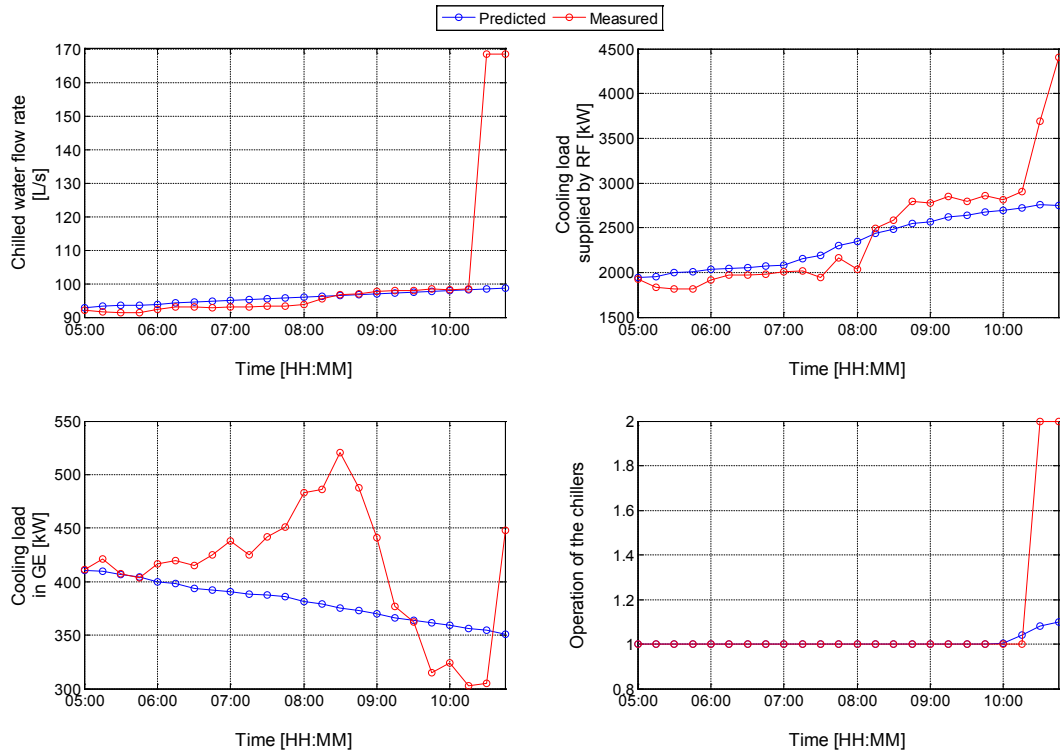 Predicted Measured
170
160
150
140
130
120
110
100
90
Chilled water flow rate
[L/s]
05:00 06:00 07:00 08:00 09:00 10:00
Time [HH:MM]
4500
4000
3500
3000
2500
2000
1500
Cooling load
supplied by RF [kW]
05:00 06:00 07:00 08:00 09:00 10:00
Time [HH:MM]
550
500
450
400
350
300
Cooling load
in GE [kW]
05:00 06:00 07:00 08:00 09:00 10:00
Time [HH:MM]
2
1.8
1.6
1.4
1.2
1
0.8
Operation of the chillers
05:00 06:00 07:00 08:00 09:00 10:00
Time [HH:MM]